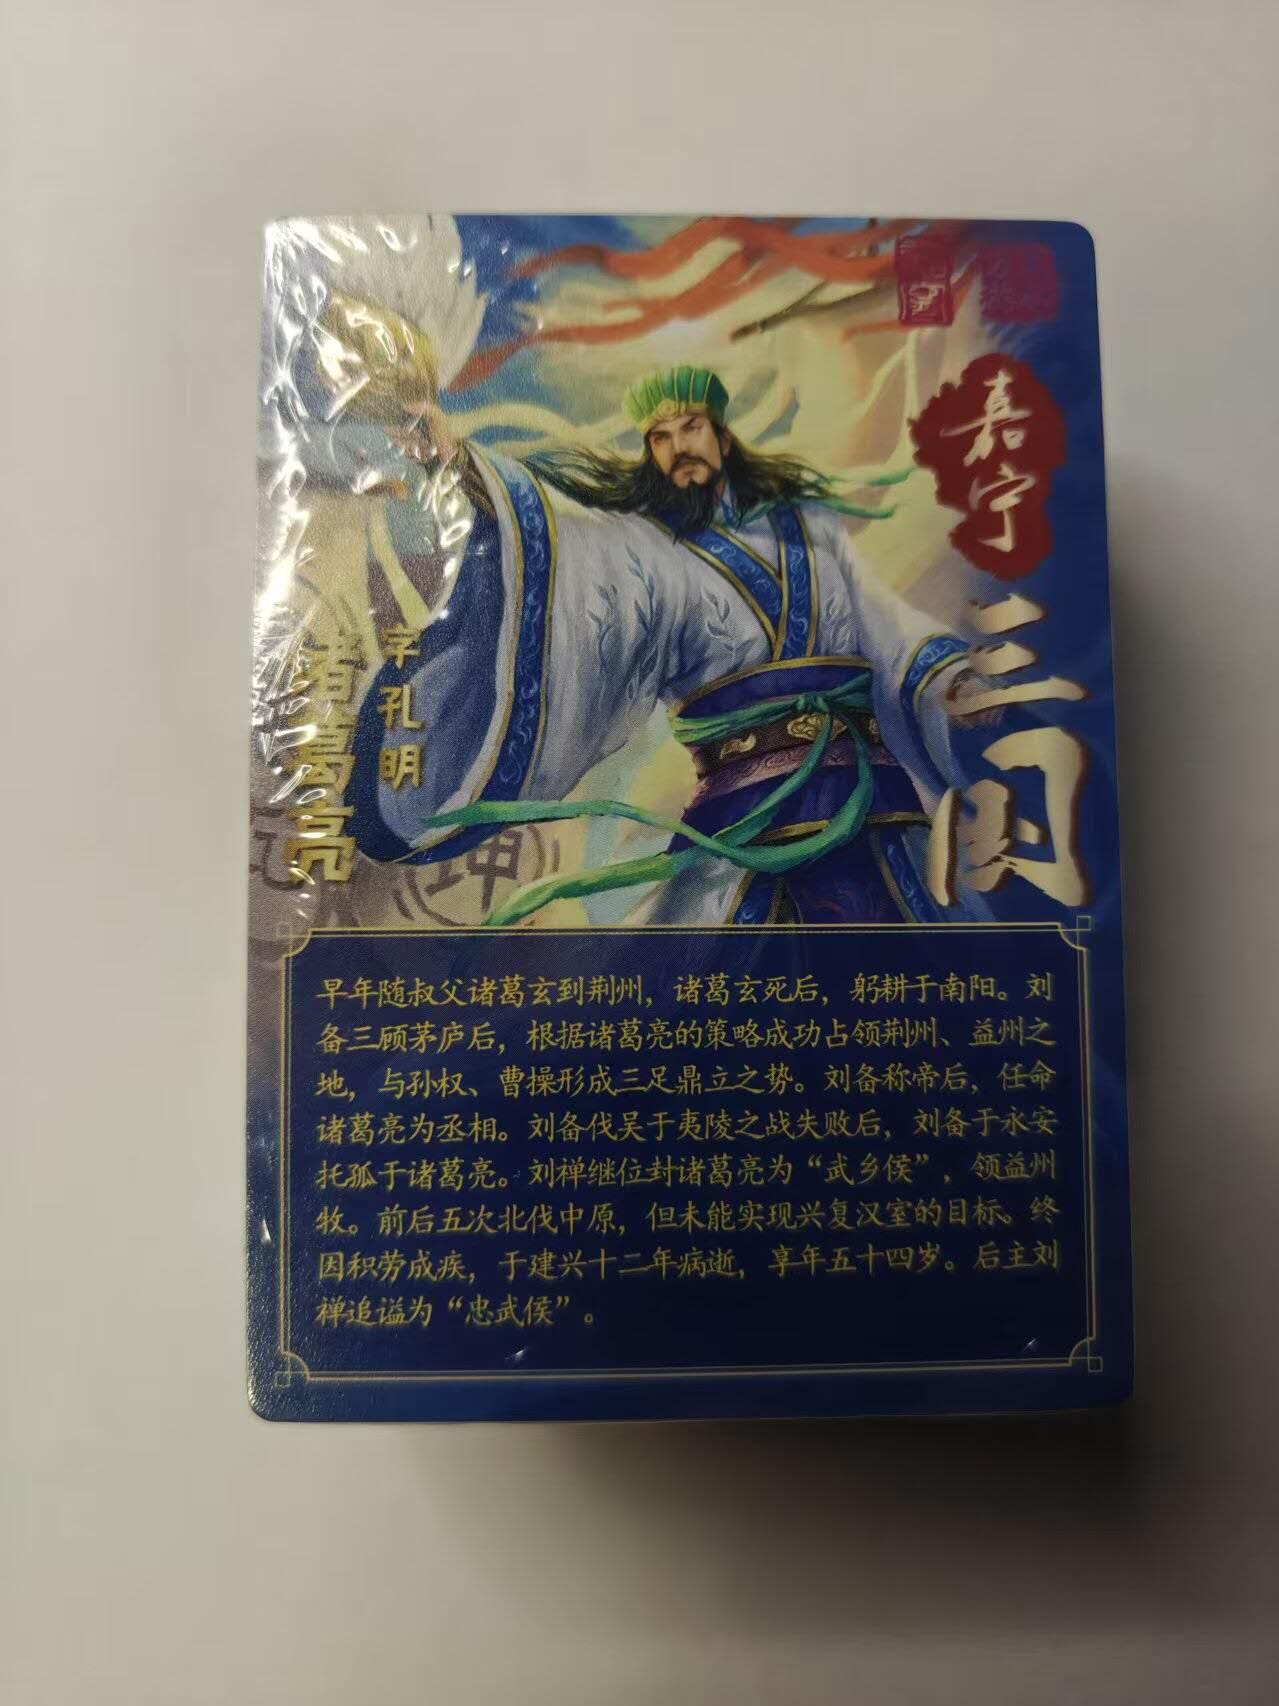 嘉宁
三国
字孔明
诸葛亮
坤
早年随叔父诸葛玄到荆州，诸葛玄死后，躬耕于南阳。刘
备三顾茅庐后，根据诸葛亮的策略成功占领荆州、益州之
地，与孙权、曹操形成三足鼎立之势。刘备称帝后，任命
诸葛亮为丞相。刘备伐吴于夷陵之战失败后，刘备于永安
托孤于诸葛亮。刘禅继位封诸葛亮为“武乡侯”，领益州
牧。前后五次北伐中原，但未能实现兴复汉室的目标。终
因积劳成疾，于建兴十二年病逝，享年五十四岁。后主刘
禅追谥为“忠武侯”。